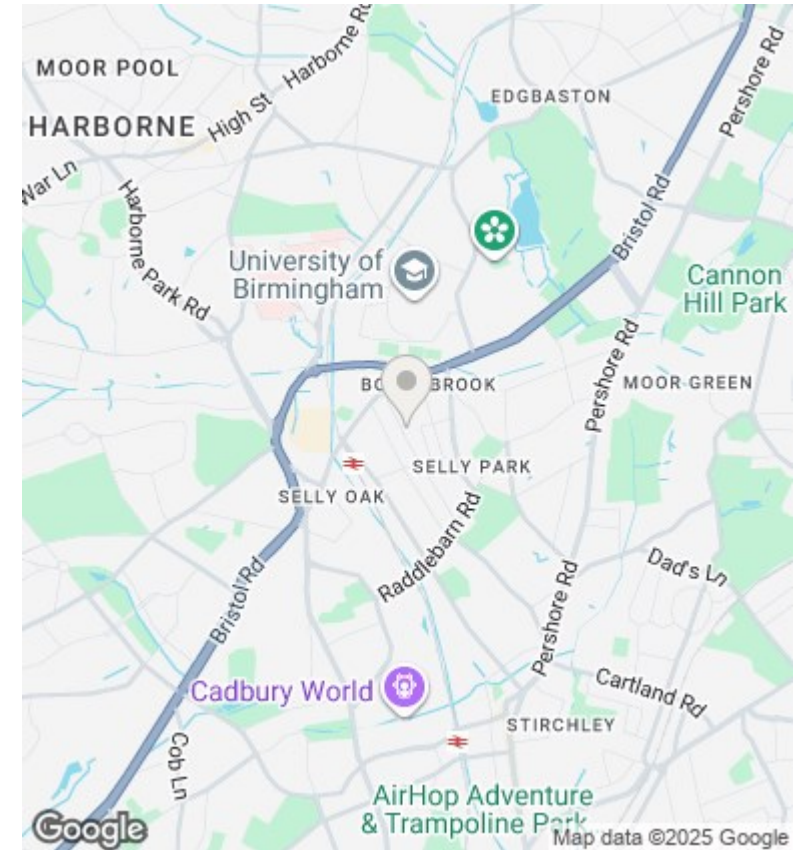 MOOR POOL
Harborne Rd
HARBORNE
High St
EDGBASTON
Pershore Rd
War Ln
Harborne Park Rd
University of
Birmingham
Bristol Rd
Cannon
Hill Park
BROOK
MOOR GREEN
Pershore Rd
SELLY PARK
SELLY OAK
Raddlebarn Rd
Dad's Ln
Bristol Rd
Pershore Rd
Cadbury World
Cartland Rd
STIRCHLEY
Cob Ln
AirHop Adventure
& Trampoline Park
Google
Map data ©2025 Google